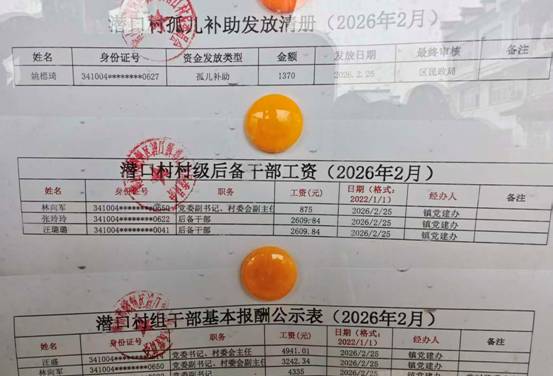 潜口村孤儿补助发放清册（2026年2月）
姓名 身份证号 资金发放类型 金额 发放日期 最终审核 备注
341004********0627 孤儿补助 1370 2026.2.25 区民政局
潜口村村级后备干部工资（2026年2月）
姓名 身份证号 职务 工资(元) 日期（格式：2022/1/1） 经办人 备注
林向军 341004********0650 党委副书记、村委会副主任 875 2026/2/25 镇党建办
张玲玲 341004********0622 后备干部 2609.84 2026/2/25 镇党建办
汪璐璐 341004********0041 后备干部 2609.84 2026/2/25 镇党建办
潜口村组干部基本报酬公示表（2026年2月）
姓名 身份证号 职务 工资(元) 日期（格式：2022/1/1） 经办人 备注
汪盛 党委书记、村委会主任 4941.01 2026/2/25 镇党建办
林向军 0650 党委副书记、村委会副主任 3242.34 2026/2/25 镇党建办
4335